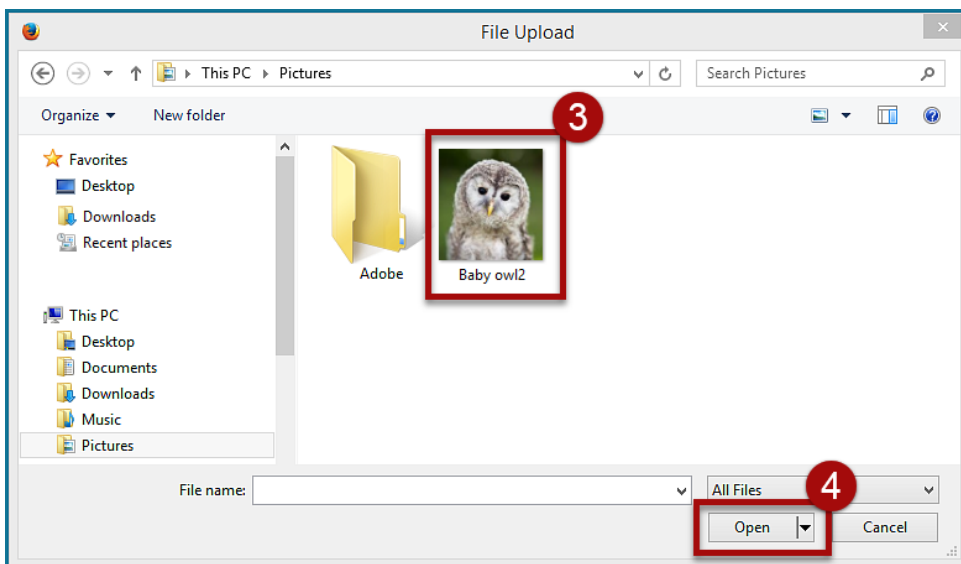 File Upload
This PC Pictures
Search Pictures
Organize New folder
3
Favorites
Desktop
Downloads
Recent places
This PC
Desktop
Documents
Downloads
Music
Pictures
Adobe
Baby owl2
File name:
All Files
4
Open Cancel